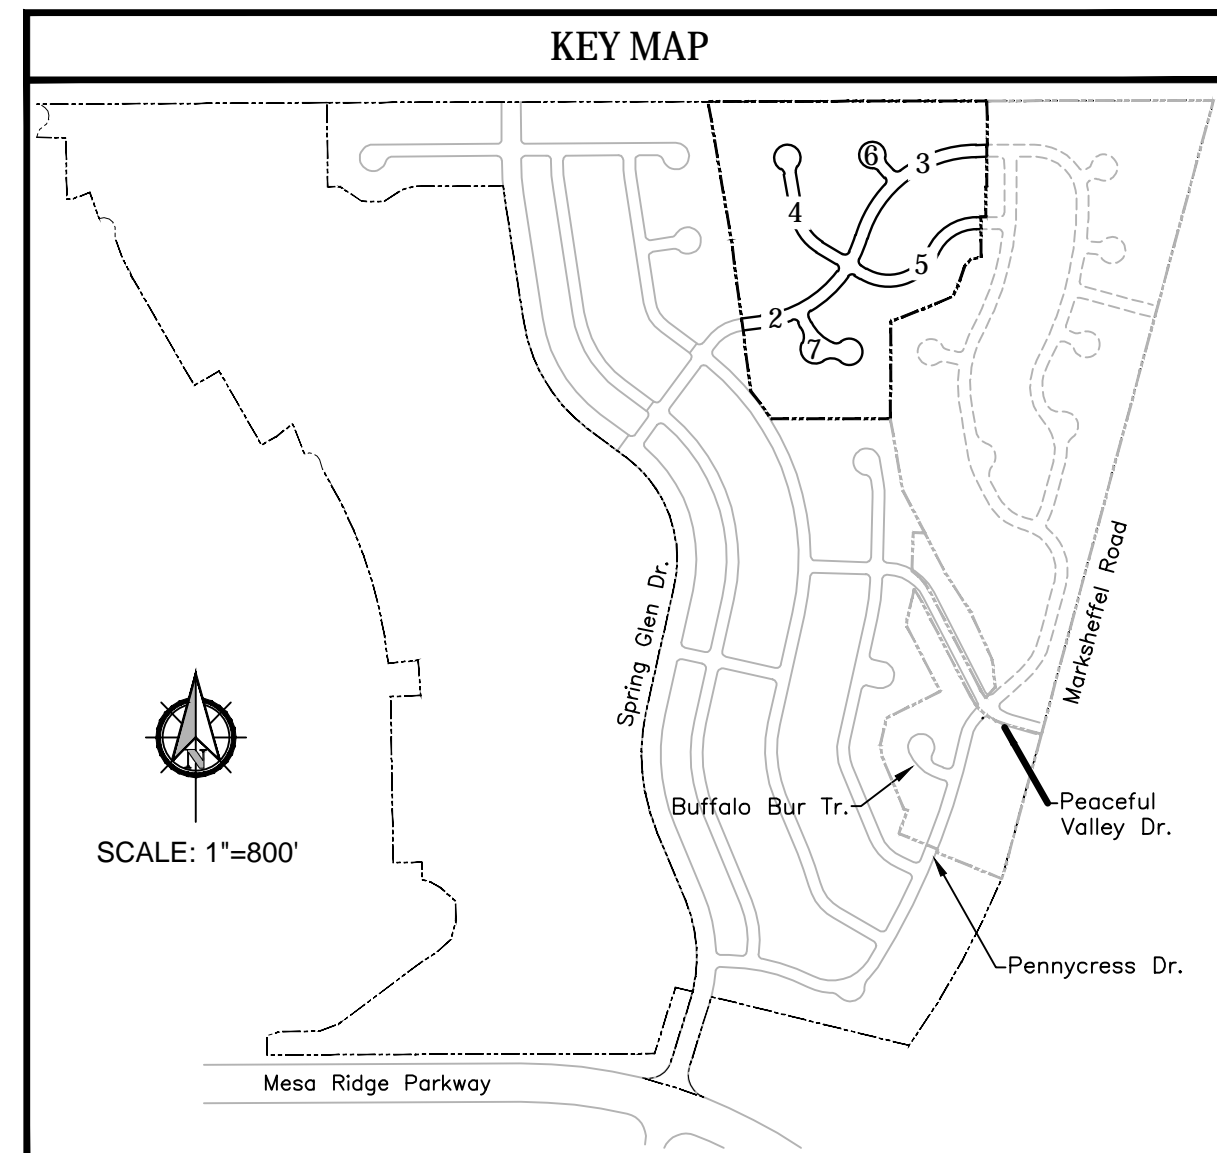 KEY MAP
6
3
4
5
2
7
Spring Glen Dr.
Marksheffel Road
N
SCALE: 1"=800'
Buffalo Bur Tr.
Peaceful
Valley Dr.
Pennycress Dr.
Mesa Ridge Parkway